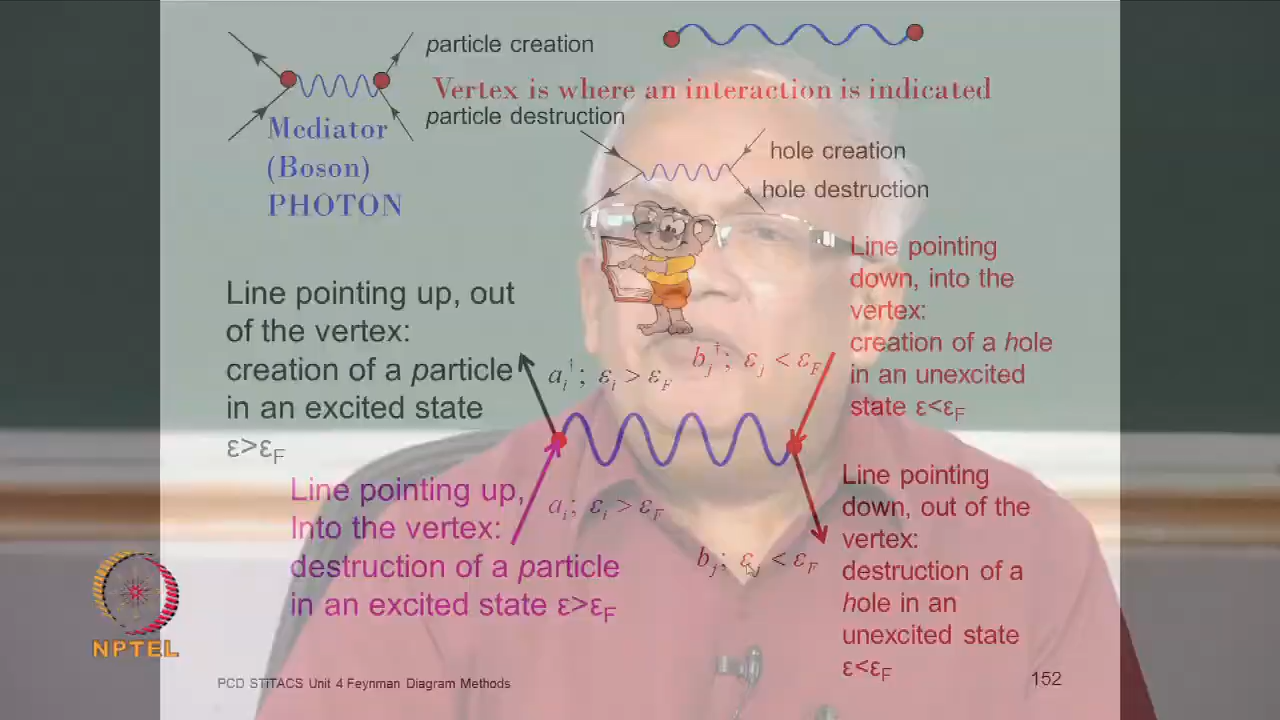 particle creation
Vertex is where an interaction is indicated
particle destruction
Mediator
(Boson)
PHOTON
hole creation
hole destruction
Line pointing up, out
of the vertex:
creation of a particle
in an excited state
ε>εF
Line pointing up,
Into the vertex:
destruction of a particle
in an excited state ε>εF
ai†; εi > εF
bj†; εj < εF
ai; εi > εF
bj; εj < εF
Line pointing
down, into the
vertex:
creation of a hole
in an unexcited
state ε<εF
Line pointing
down, out of the
vertex:
destruction of a
hole in an
unexcited state
ε<εF
NPTEL
PCD STiTACS Unit 4 Feynman Diagram Methods
152